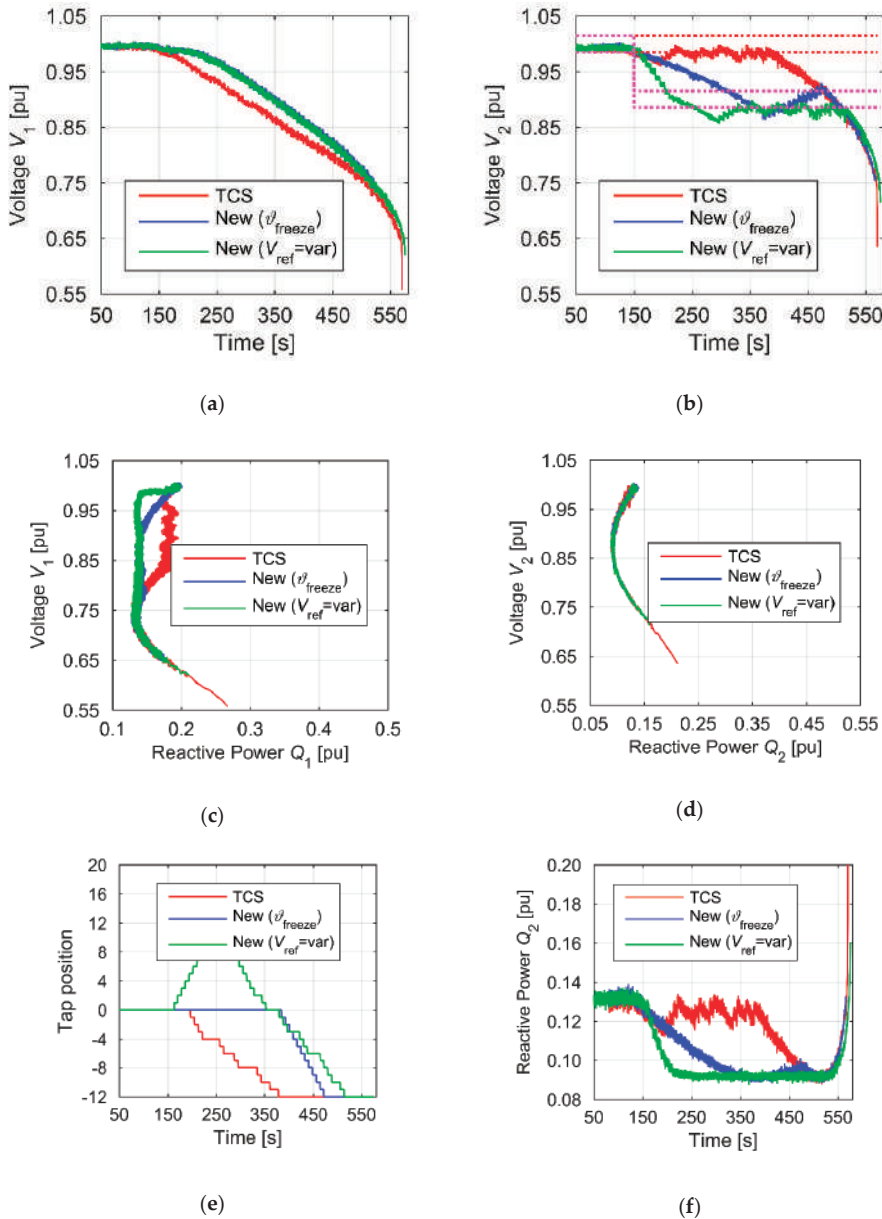 1.05
0.95
0.85
0.75
0.65
0.55
Voltage V1 [pu]
TCS
New (ϑfreeze)
New (Vref=var)
50 150 250 350 450 550
Time [s]
(a)
1.05
0.95
0.85
0.75
0.65
0.55
Voltage V2 [pu]
TCS
New (ϑfreeze)
New (Vref=var)
50 150 250 350 450 550
Time [s]
(b)
1.05
0.95
0.85
0.75
0.65
0.55
Voltage V1 [pu]
TCS
New (ϑfreeze)
New (Vref=var)
0.1 0.2 0.3 0.4 0.5
Reactive Power Q1 [pu]
(c)
1.05
0.95
0.85
0.75
0.65
0.55
Voltage V2 [pu]
TCS
New (ϑfreeze)
New (Vref=var)
0.05 0.15 0.25 0.35 0.45 0.55
Reactive Power Q2 [pu]
(d)
20
16
12
8
4
0
-4
-8
-12
Tap position
TCS
New (ϑfreeze)
New (Vref=var)
50 150 250 350 450 550
Time [s]
(e)
0.20
0.18
0.16
0.14
0.12
0.10
0.08
Reactive Power Q2 [pu]
TCS
New (ϑfreeze)
New (Vref=var)
50 150 250 350 450 550
Time [s]
(f)